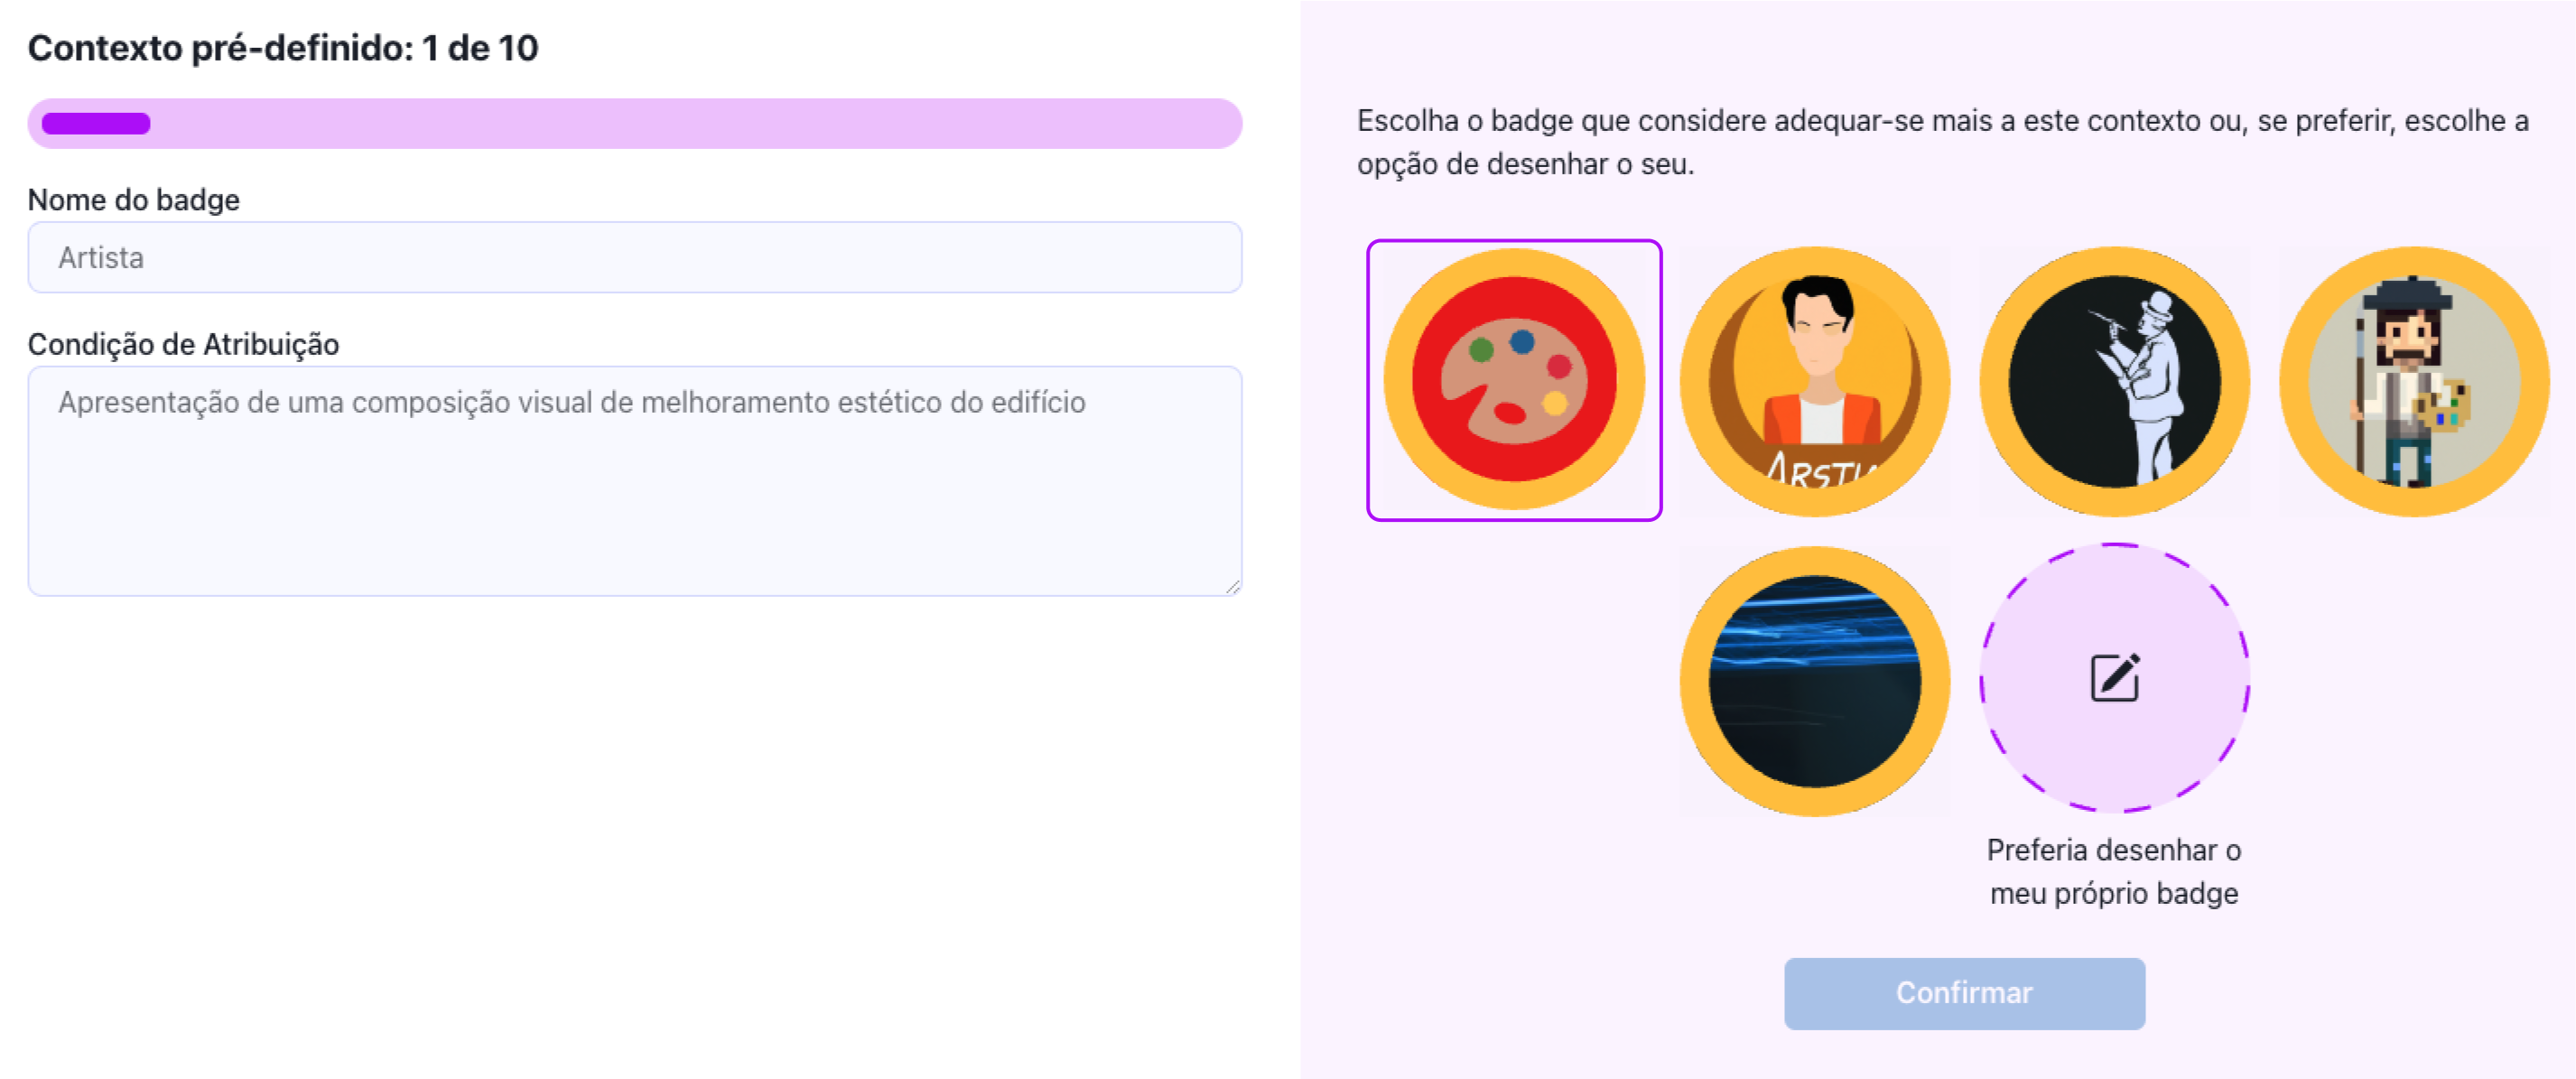 Contexto pré-definido: 1 de 10
Nome do badge
Artista
Condição de Atribuição
Apresentação de uma composição visual de melhoramento estético do edifício
Escolha o badge que considere adequar-se mais a este contexto ou, se preferir, escolhe a
opção de desenhar o seu.
Preferia desenhar o
meu próprio badge
Confirmar